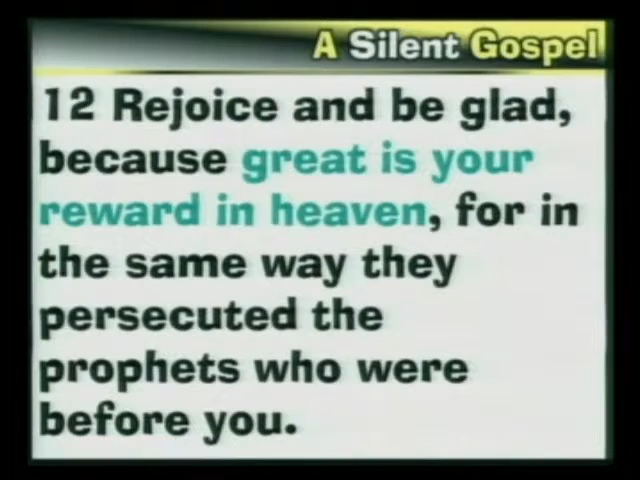 A Silent Gospel
12 Rejoice and be glad,
because great is your
reward in heaven, for in
the same way they
persecuted the
prophets who were
before you.